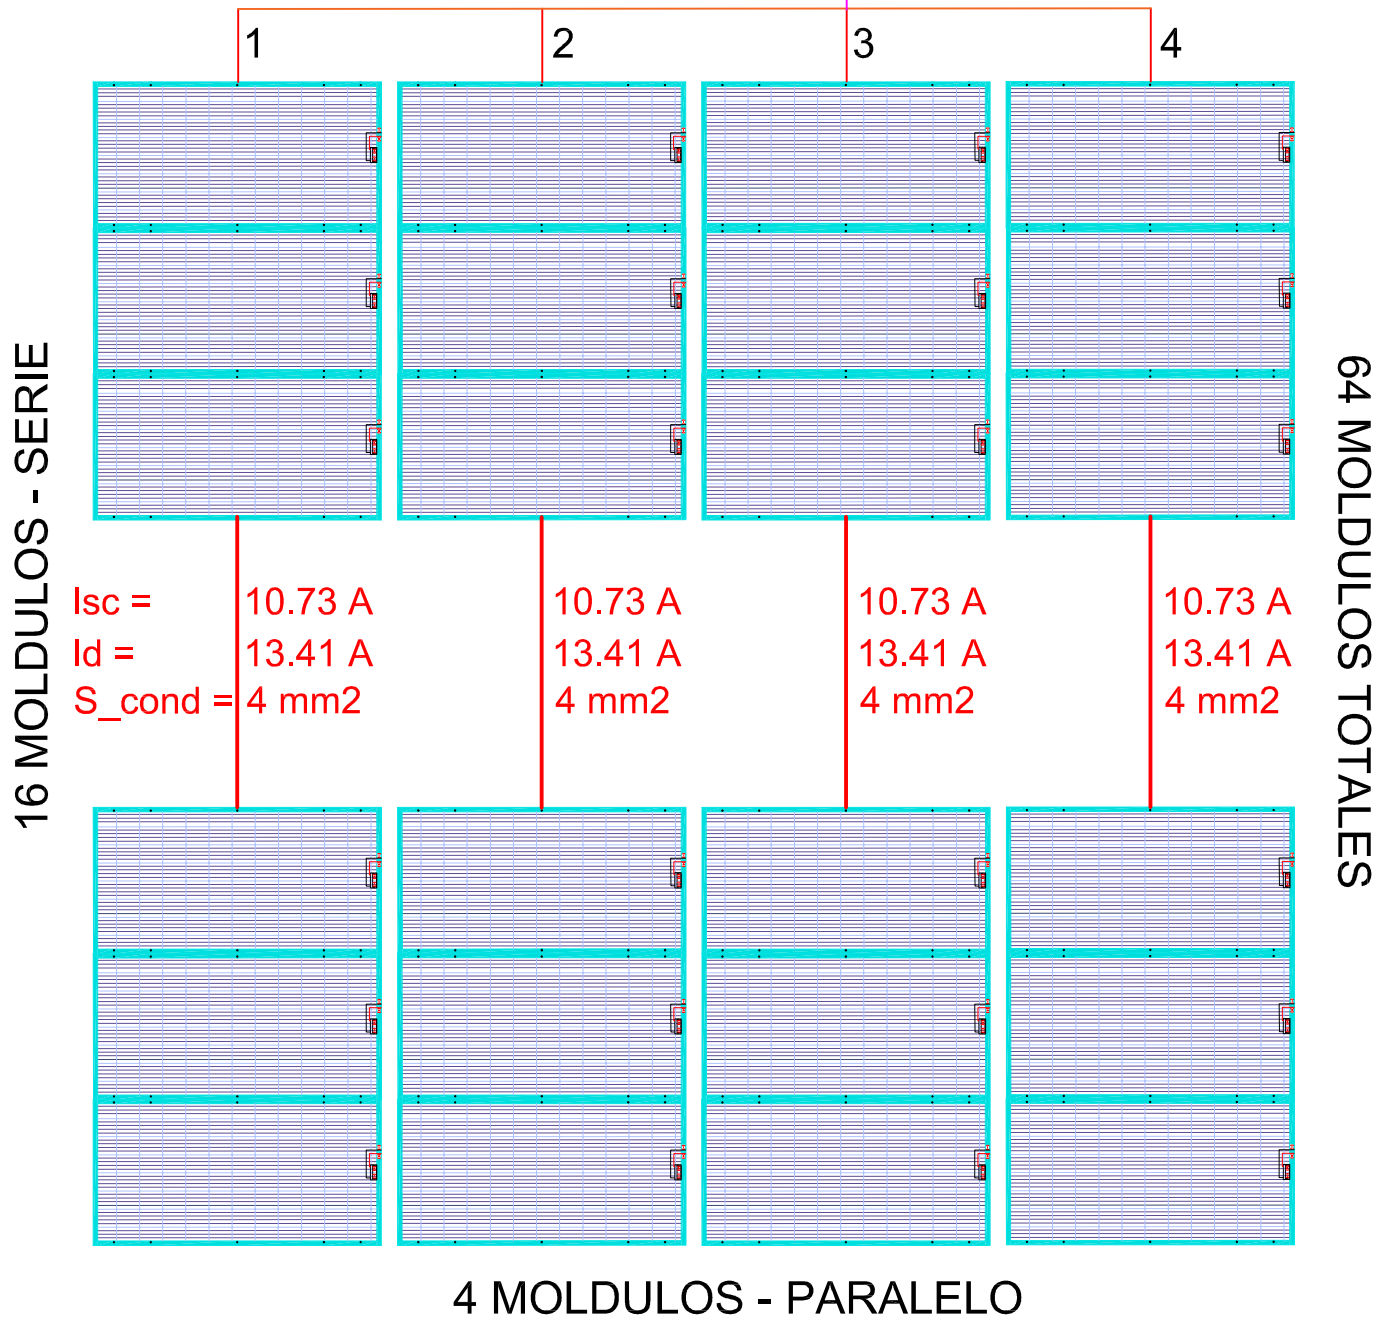 1
2
3
4
16 MOLDULOS - SERIE
64 MOLDULOS TOTALES
Isc = 10.73 A 10.73 A 10.73 A 10.73 A
Id = 13.41 A 13.41 A 13.41 A 13.41 A
S_cond = 4 mm2 4 mm2 4 mm2 4 mm2
4 MOLDULOS - PARALELO